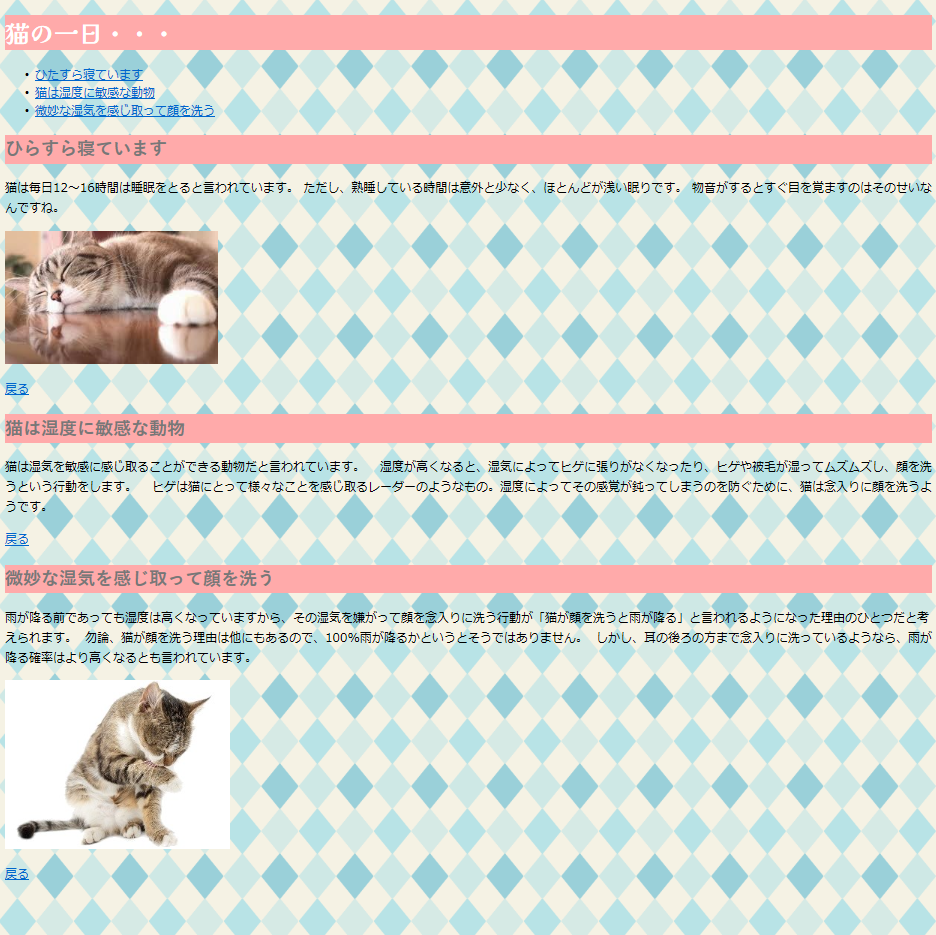 猫の一日・・・
・ひたすら寝ています
・猫は湿度に敏感な動物
・微妙な湿気を感じ取って顔を洗う
ひらすら寝ています
猫は毎日12～16時間は睡眠をとると言われています。 ただし、熟睡している時間は意外と少なく、ほとんどが浅い眠りです。 物音がするとすぐ目を覚ますのはそのせいな
んですね。
戻る
猫は湿度に敏感な動物
猫は湿気を敏感に感じ取ることができる動物だと言われています。　湿度が高くなると、湿気によってヒゲに張りがなくなったり、ヒゲや被毛が湿ってムズムズし、顔を洗
うという行動をします。　ヒゲは猫にとって様々なことを感じ取るレーダーのようなもの。湿度によってその感覚が鈍ってしまうのを防ぐために、猫は念入りに顔を洗うよ
うです。
戻る
微妙な湿気を感じ取って顔を洗う
雨が降る前であっても湿度は高くなっていますから、その湿気を嫌がって顔を念入りに洗う行動が「猫が顔を洗うと雨が降る」と言われるようになった理由のひとつだと考
えられます。 勿論、猫が顔を洗う理由は他にもあるので、100%雨が降るかというとそうではありません。 しかし、耳の後ろの方まで念入りに洗っているようなら、雨が
降る確率はより高くなるとも言われています。
戻る